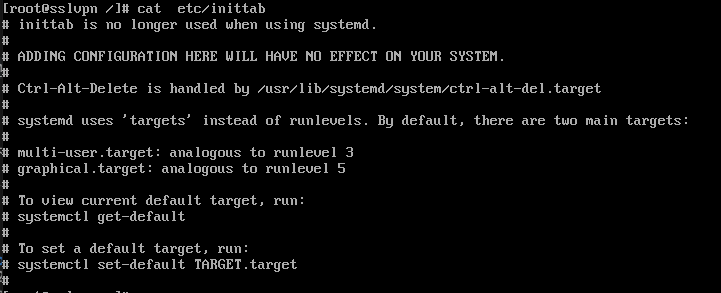 [root@sslvpn /]# cat  etc/inittab
# inittab is no longer used when using systemd.
#
# ADDING CONFIGURATION HERE WILL HAVE NO EFFECT ON YOUR SYSTEM.
#
# Ctrl-Alt-Delete is handled by /usr/lib/systemd/system/ctrl-alt-del.target
#
# systemd uses 'targets' instead of runlevels. By default, there are two main targets:
#
# multi-user.target: analogous to runlevel 3
# graphical.target: analogous to runlevel 5
#
# To view current default target, run:
# systemctl get-default
#
# To set a default target, run:
# systemctl set-default TARGET.target
#